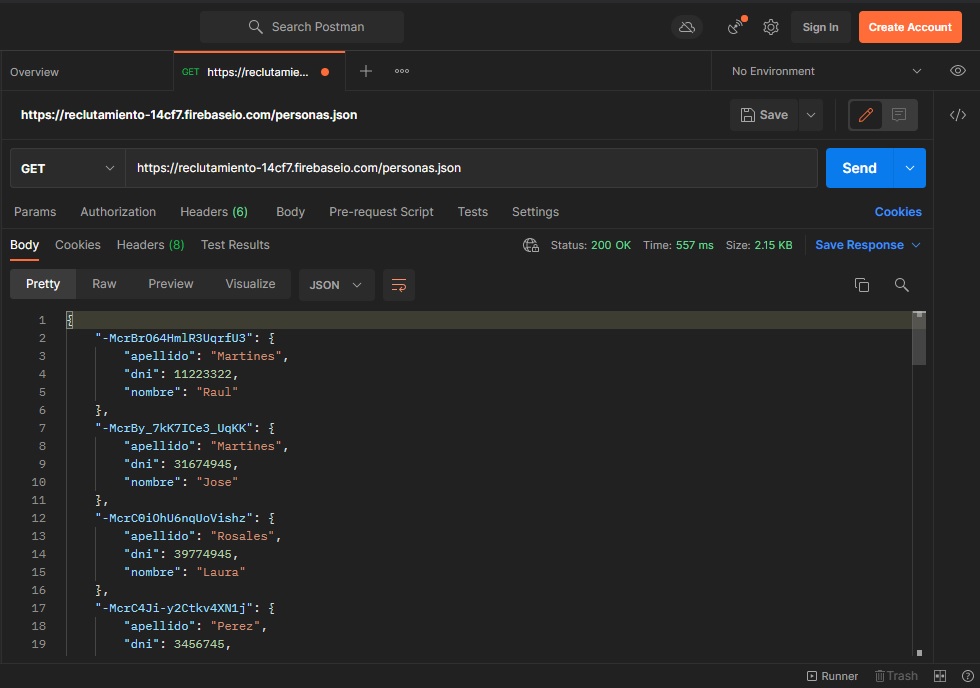 Search Postman
Sign In
Create Account
Overview
GET https://reclutamie...
No Environment
https://reclutamiento-14cf7.firebaseio.com/personas.json
Save
GET
https://reclutamiento-14cf7.firebaseio.com/personas.json
Send
Params Authorization Headers (6) Body Pre-request Script Tests Settings Cookies
Body Cookies Headers (8) Test Results Status: 200 OK Time: 557 ms Size: 2.15 KB Save Response
Pretty Raw Preview Visualize JSON
1 {
2 "-McrBrO64HmlR3UqrfU3": {
3 "apellido": "Martines",
4 "dni": 11223322,
5 "nombre": "Raul"
6 },
7 "-McrBy_7kK7ICe3_UqKK": {
8 "apellido": "Martines",
9 "dni": 31674945,
10 "nombre": "Jose"
11 },
12 "-McrC0iOhU6nqUoVishz": {
13 "apellido": "Rosales",
14 "dni": 39774945,
15 "nombre": "Laura"
16 },
17 "-McrC4Ji-y2Ctkv4XN1j": {
18 "apellido": "Perez",
19 "dni": 3456745,
Runner Trash